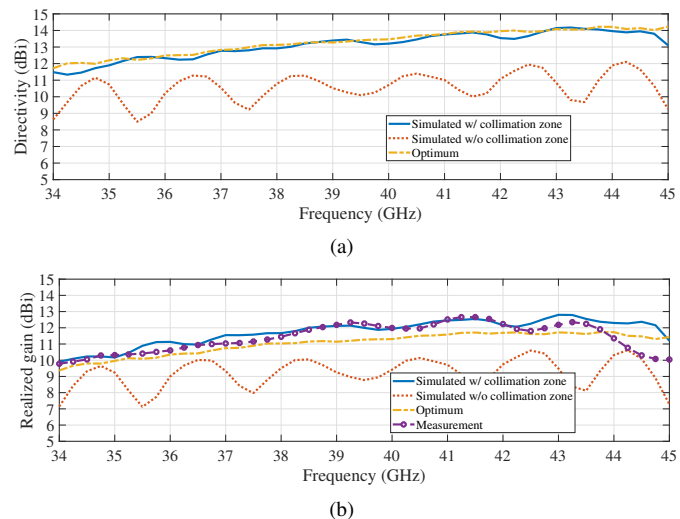 15
14
13
12
11
10
9
8
7
6
5
Directivity (dBi)
Simulated w/ collimation zone
Simulated w/o collimation zone
Optimum
34 35 36 37 38 39 40 41 42 43 44 45
Frequency (GHz)
(a)
15
14
13
12
11
10
9
8
7
6
5
Realized gain (dBi)
Simulated w/ collimation zone
Simulated w/o collimation zone
Optimum
Measurement
34 35 36 37 38 39 40 41 42 43 44 45
Frequency (GHz)
(b)